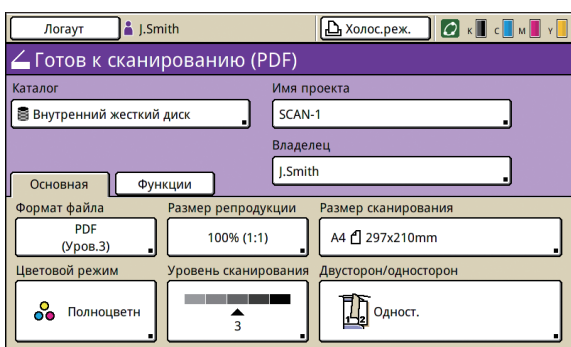 Логаут J.Smith Холос.реж. К С М Y
Готов к сканированию (PDF)
Каталог Имя проекта
Внутренний жесткий диск SCAN-1
Владелец
J.Smith
Основная Функции
Формат файла Размер репродукции Размер сканирования
PDF
(Уров.3) 100% (1:1) A4 297x210mm
Цветовой режим Уровень сканирования Двусторон/односторон
Полноцветн 3 1 2 Одност.